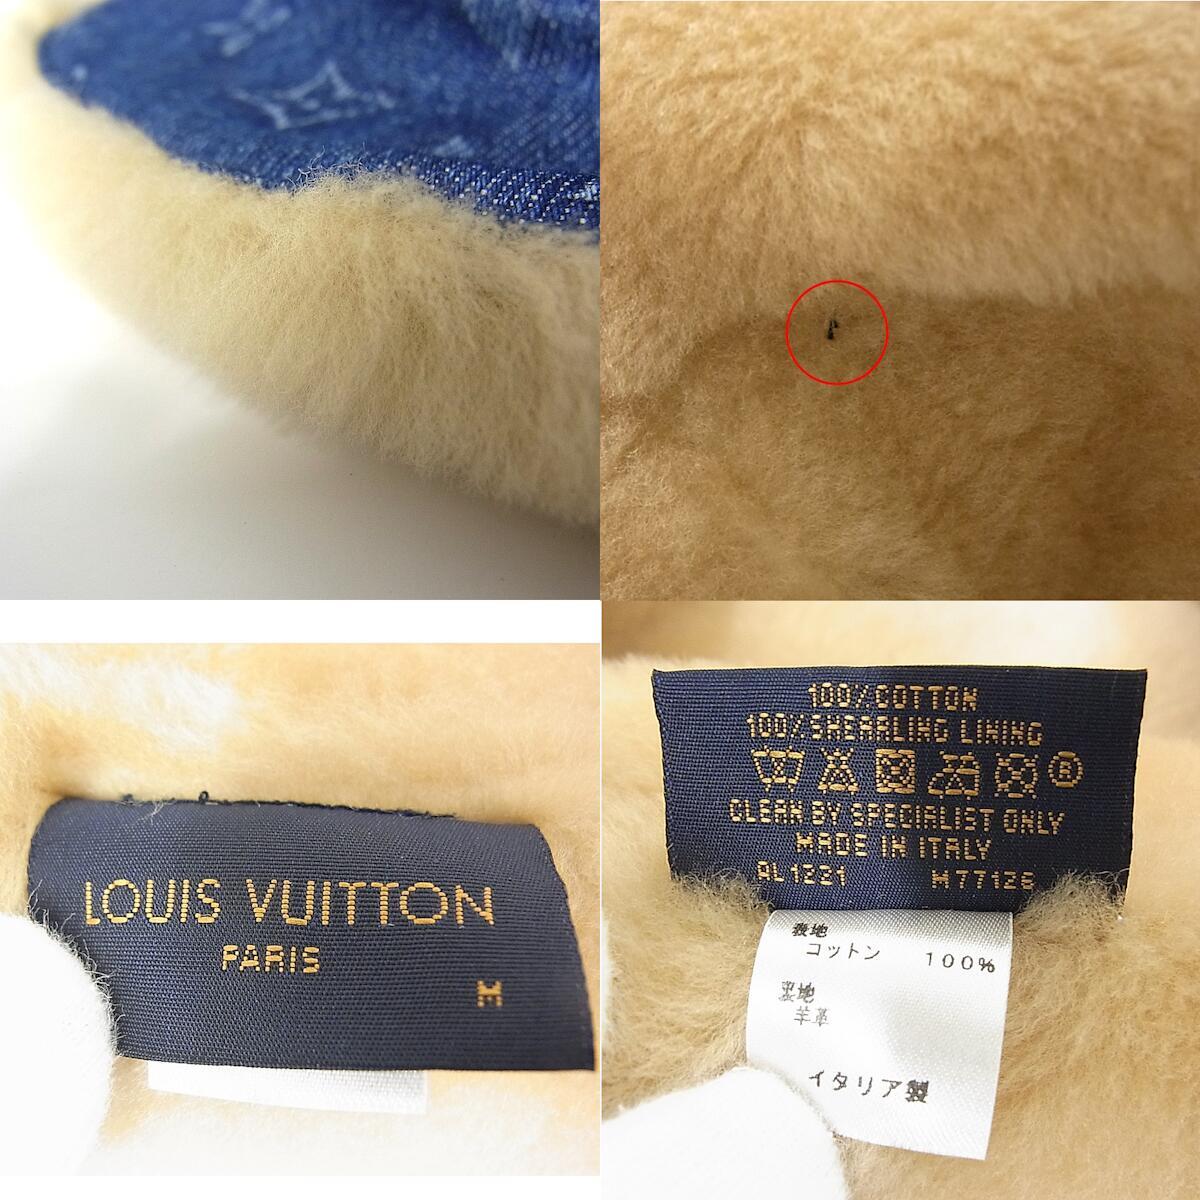 LOUIS VUITTON
PARIS
M
100% COTTON
100% SHEARLING LINING
CLEAN BY SPECIALIST ONLY
MADE IN ITALY
AL1221 M77126
表地
コットン 100%
裏地
羊革
イタリア製